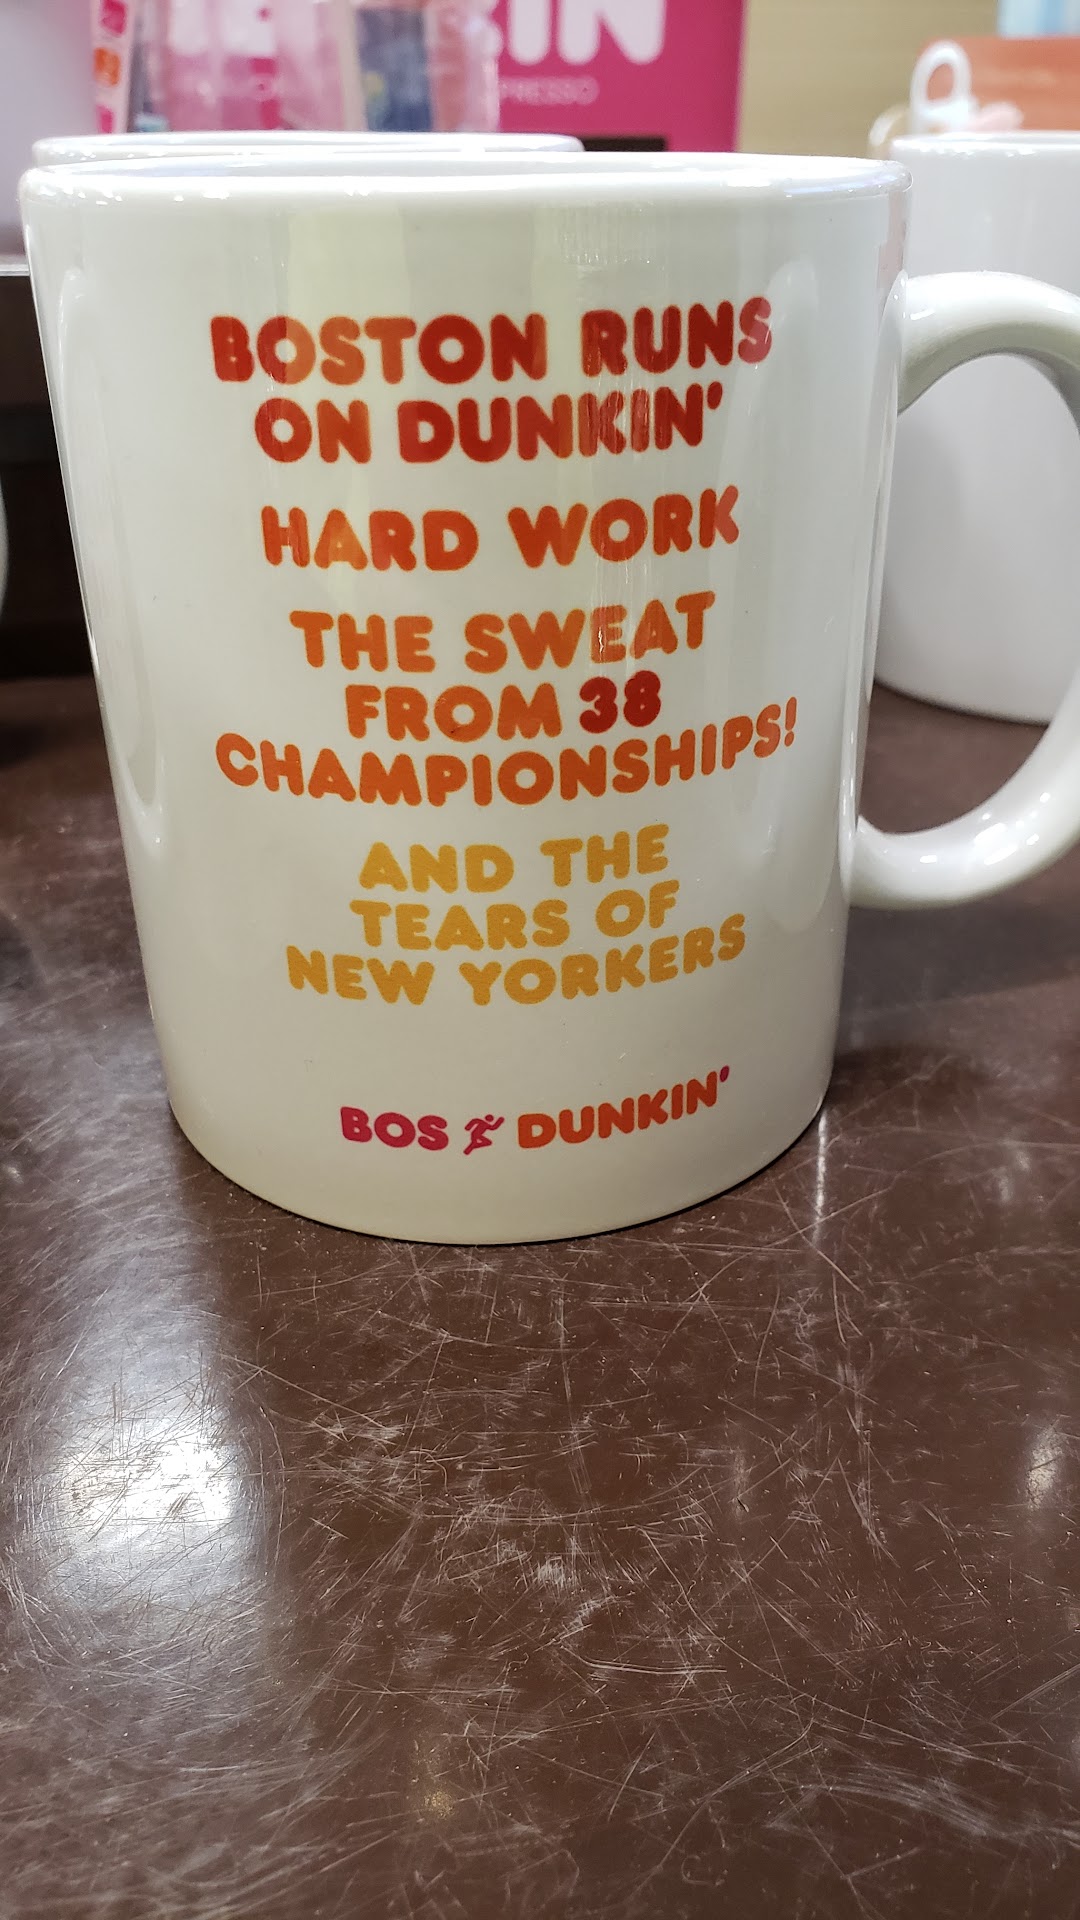 BOSTON RUNS
ON DUNKIN'
HARD WORK
THE SWEAT
FROM 38
CHAMPIONSHIPS!
AND THE
TEARS OF
NEW YORKERS
BOS DUNKIN'